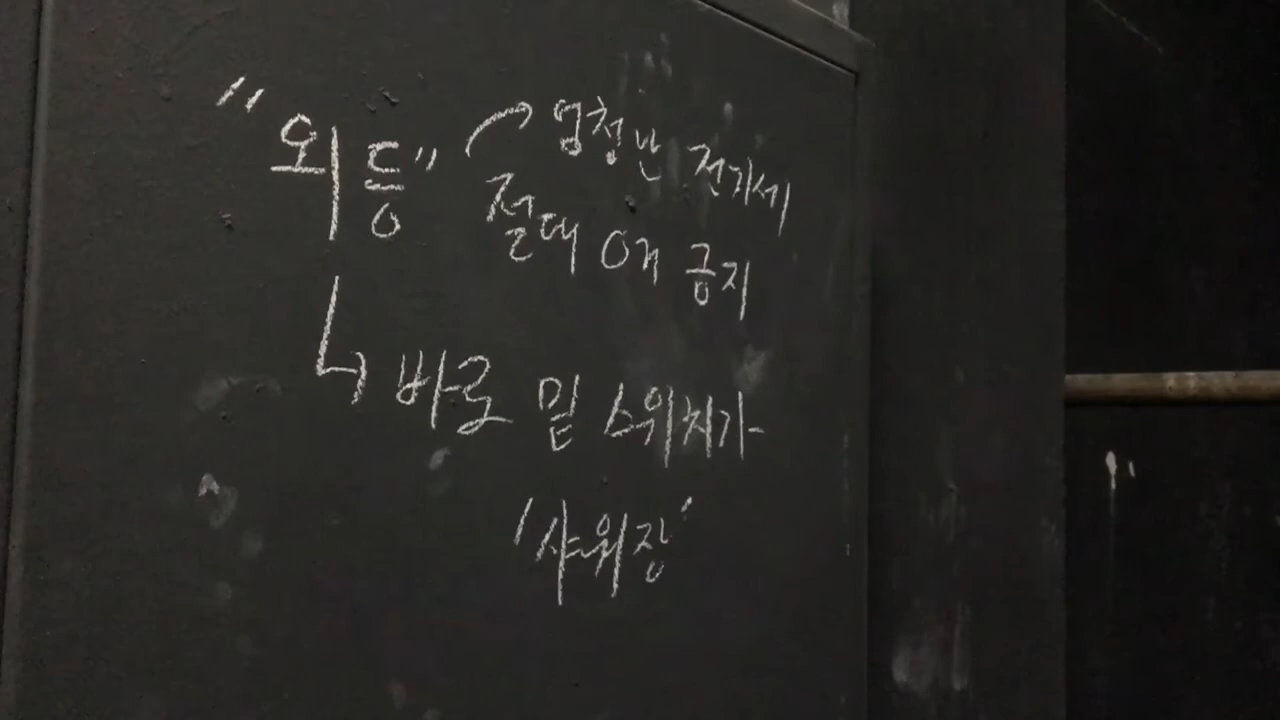 "외등" → 엄청난 전기세
절대 애 금지
↳ 바로 밑 스위치가
'샤워장'